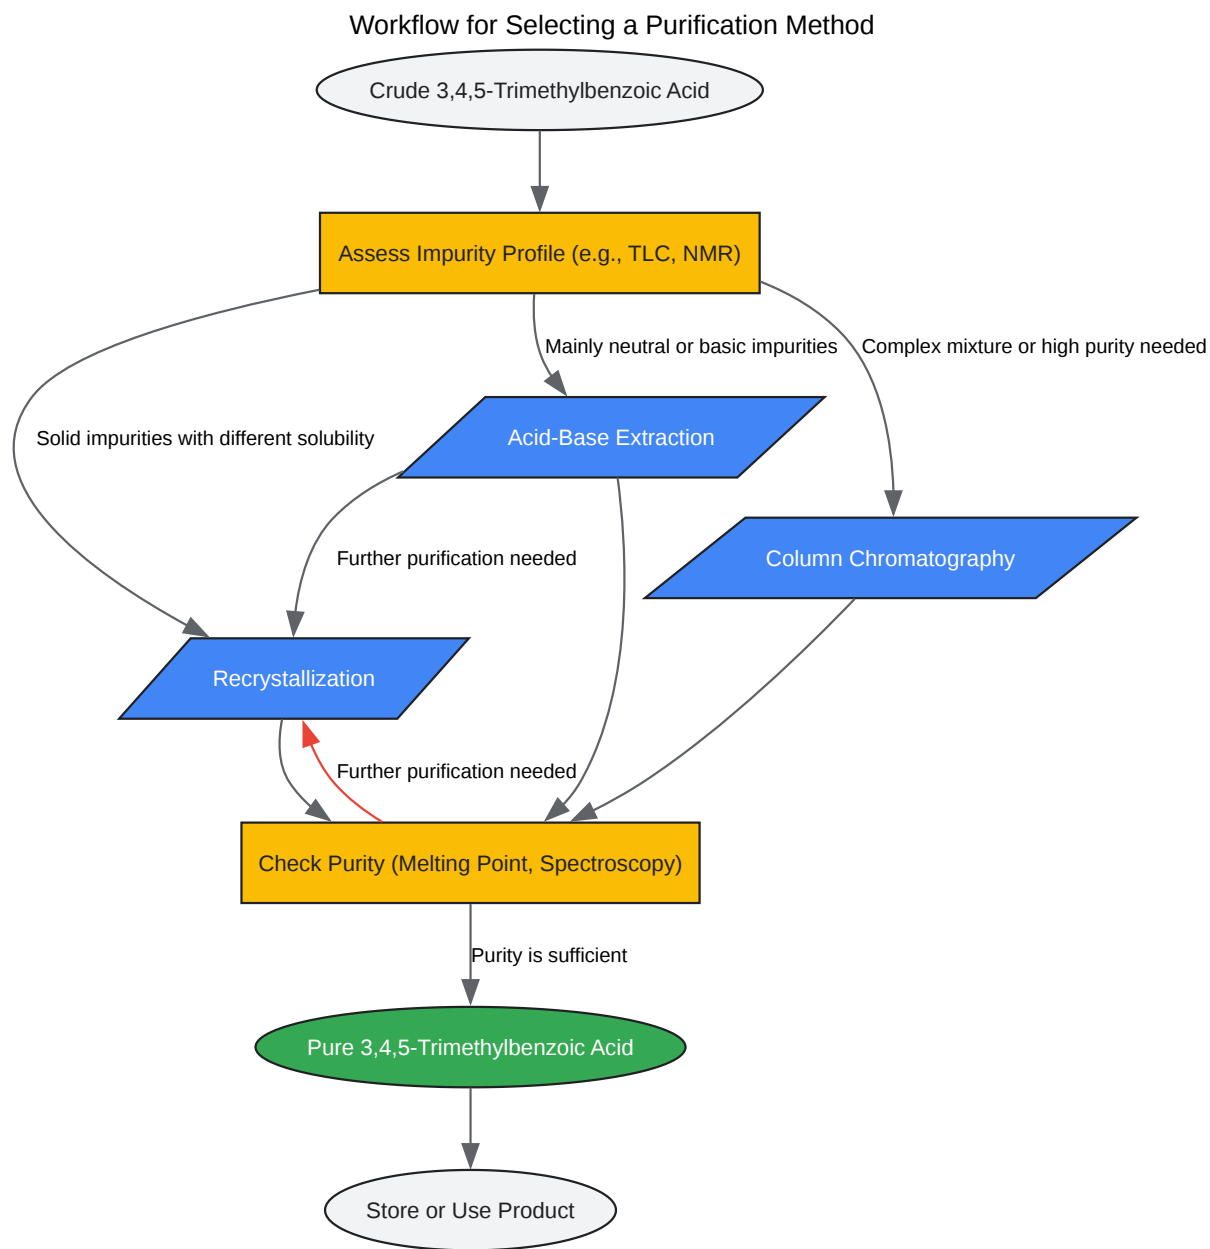 Workflow for Selecting a Purification Method
Crude 3,4,5-Trimethylbenzoic Acid
Assess Impurity Profile (e.g., TLC, NMR)
Mainly neutral or basic impurities
Complex mixture or high purity needed
Solid impurities with different solubility
Acid-Base Extraction
Further purification needed
Column Chromatography
Recrystallization
Further purification needed
Check Purity (Melting Point, Spectroscopy)
Purity is sufficient
Pure 3,4,5-Trimethylbenzoic Acid
Store or Use Product